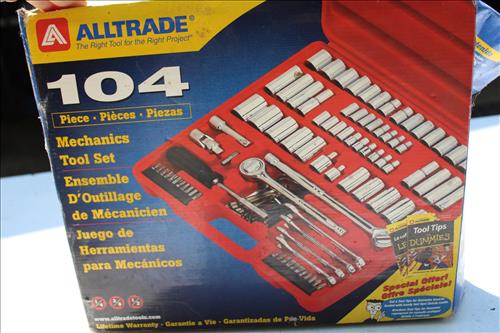 ALLTRADE
The Right Tool for the Right Project
104
Piece · Pièces · Piezas
Mechanics
Tool Set
Ensemble
D'Outillage
de Mécanicien
Juego de
Herramientas
para Mecánicos
Tool Tips
DUMMIES
Special Offer!
Offre Spéciale!
www.alltradetools.com
Lifetime Warranty · Garantie a Vie · Garantizadas de Por Vida